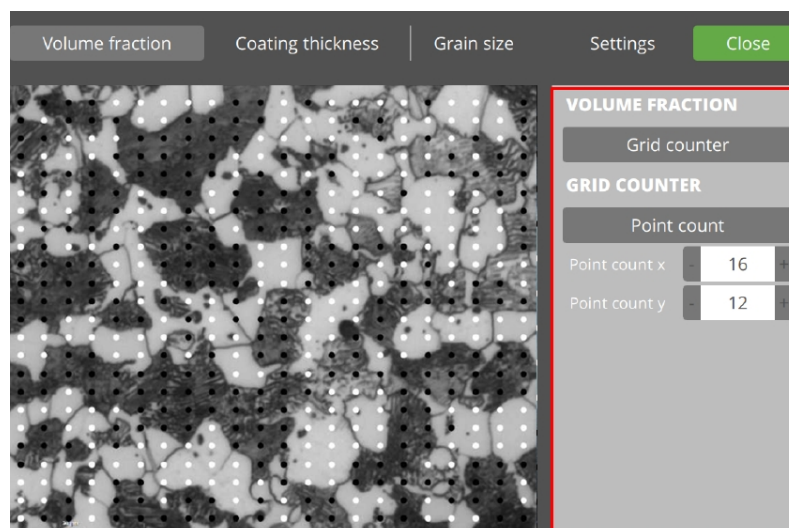 Volume fraction Coating thickness Grain size Settings Close
VOLUME FRACTION
Grid counter
GRID COUNTER
Point count
Point count x - 16 +
Point count y - 12 +